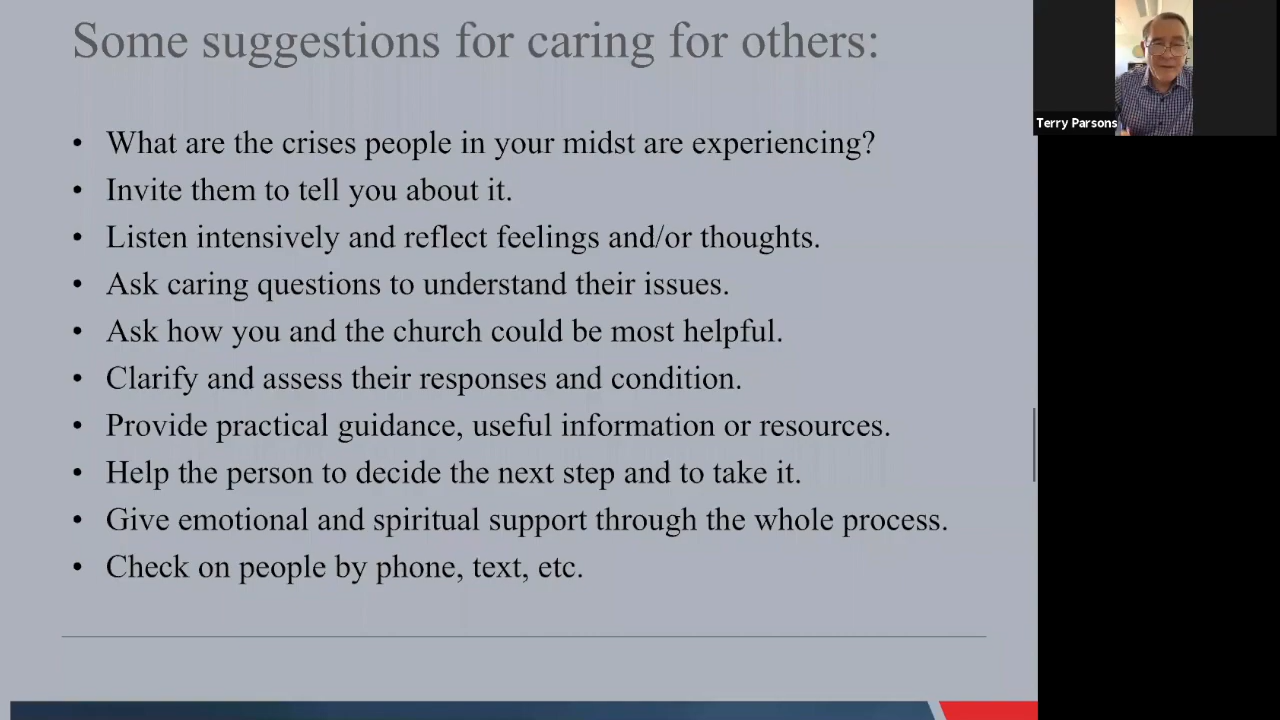 Some suggestions for caring for others:
• What are the crises people in your midst are experiencing?
• Invite them to tell you about it.
• Listen intensively and reflect feelings and/or thoughts.
• Ask caring questions to understand their issues.
• Ask how you and the church could be most helpful.
• Clarify and assess their responses and condition.
• Provide practical guidance, useful information or resources.
• Help the person to decide the next step and to take it.
• Give emotional and spiritual support through the whole process.
• Check on people by phone, text, etc.
Terry Parsons